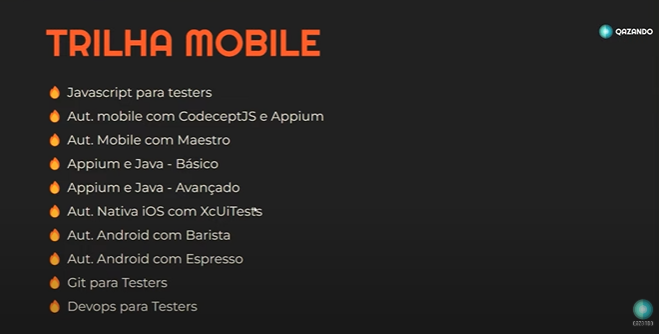 TRILHA MOBILE
QAZANDO
Javascript para testers
Aut. mobile com CodeceptJS e Appium
Aut. Mobile com Maestro
Appium e Java - Básico
Appium e Java - Avançado
Aut. Nativa iOS com XcUiTests
Aut. Android com Barista
Aut. Android com Espresso
Git para Testers
Devops para Testers
QAZANDO